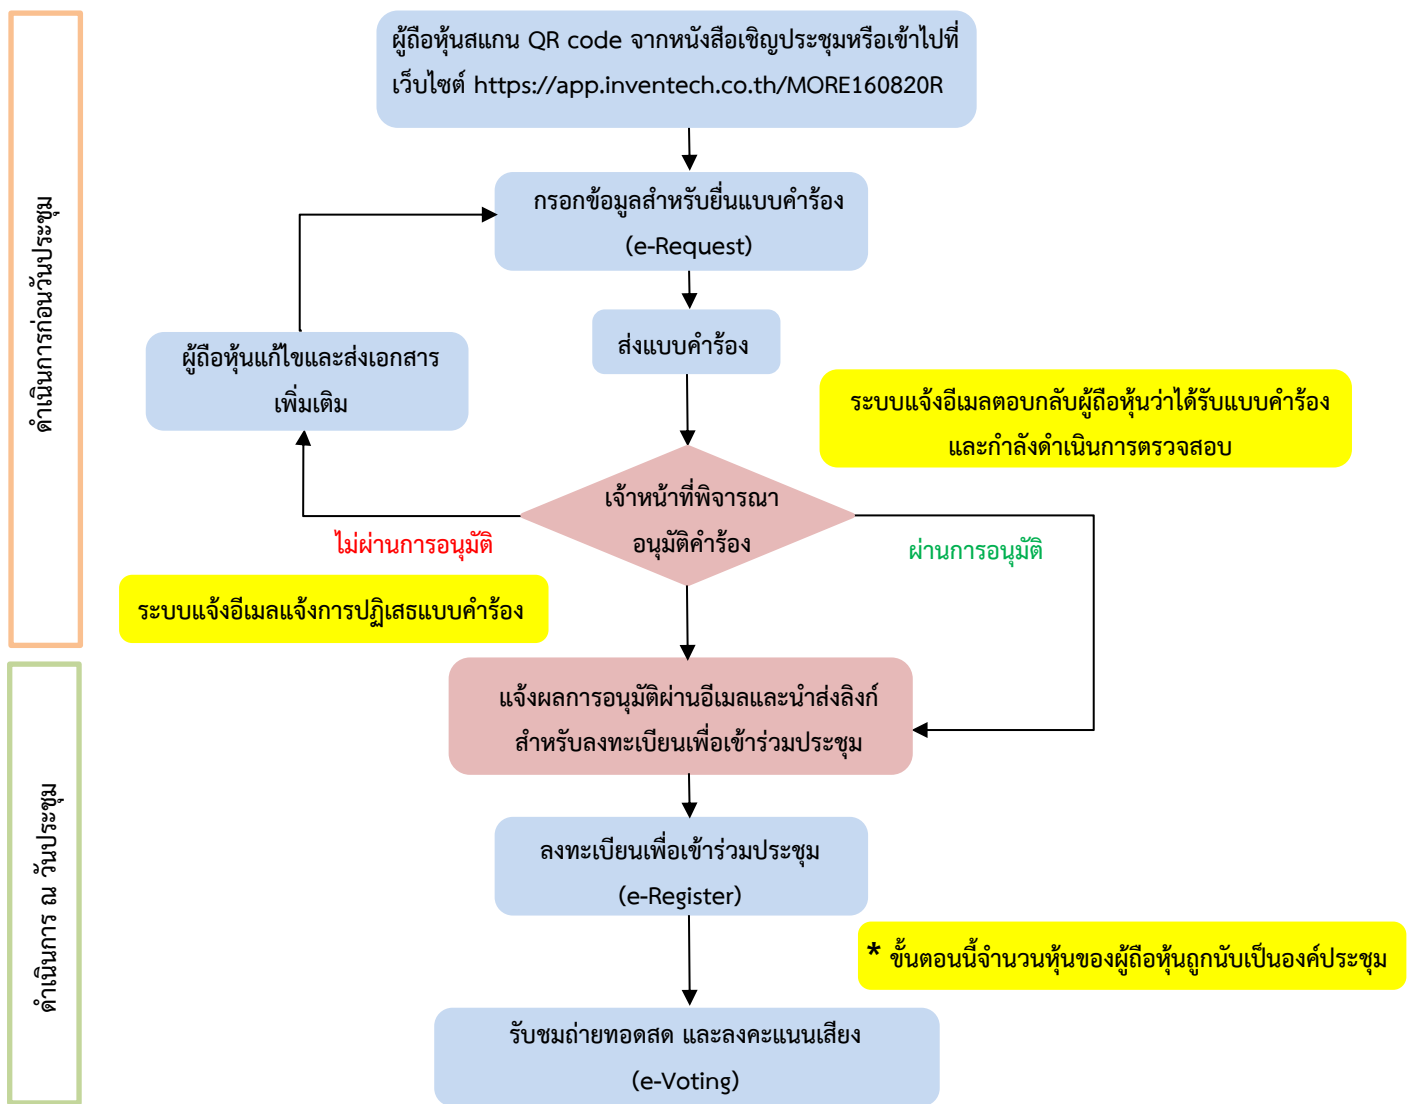 ผู้ถือหุ้นสแกน QR code จากหนังสือเชิญประชุมหรือเข้าไปที่
เว็บไซต์ https://app.inventech.co.th/MORE160820R
กรอกข้อมูลสำหรับยื่นแบบคำร้อง
(e-Request)
ส่งแบบคำร้อง
ผู้ถือหุ้นแก้ไขและส่งเอกสาร
เพิ่มเติม
ระบบแจ้งอีเมลตอบกลับผู้ถือหุ้นว่าได้รับแบบคำร้อง
และกำลังดำเนินการตรวจสอบ
เจ้าหน้าที่พิจารณา
อนุมัติคำร้อง
ไม่ผ่านการอนุมัติ
ผ่านการอนุมัติ
ระบบแจ้งอีเมลแจ้งการปฏิเสธแบบคำร้อง
ดำเนินการก่อนวันประชุม
แจ้งผลการอนุมัติผ่านอีเมลและนำส่งลิงก์
สำหรับลงทะเบียนเพื่อเข้าร่วมประชุม
ลงทะเบียนเพื่อเข้าร่วมประชุม
(e-Register)
* ขั้นตอนนี้จำนวนหุ้นของผู้ถือหุ้นถูกนับเป็นองค์ประชุม
รับชมถ่ายทอดสด และลงคะแนนเสียง
(e-Voting)
ดำเนินการ ณ วันประชุม